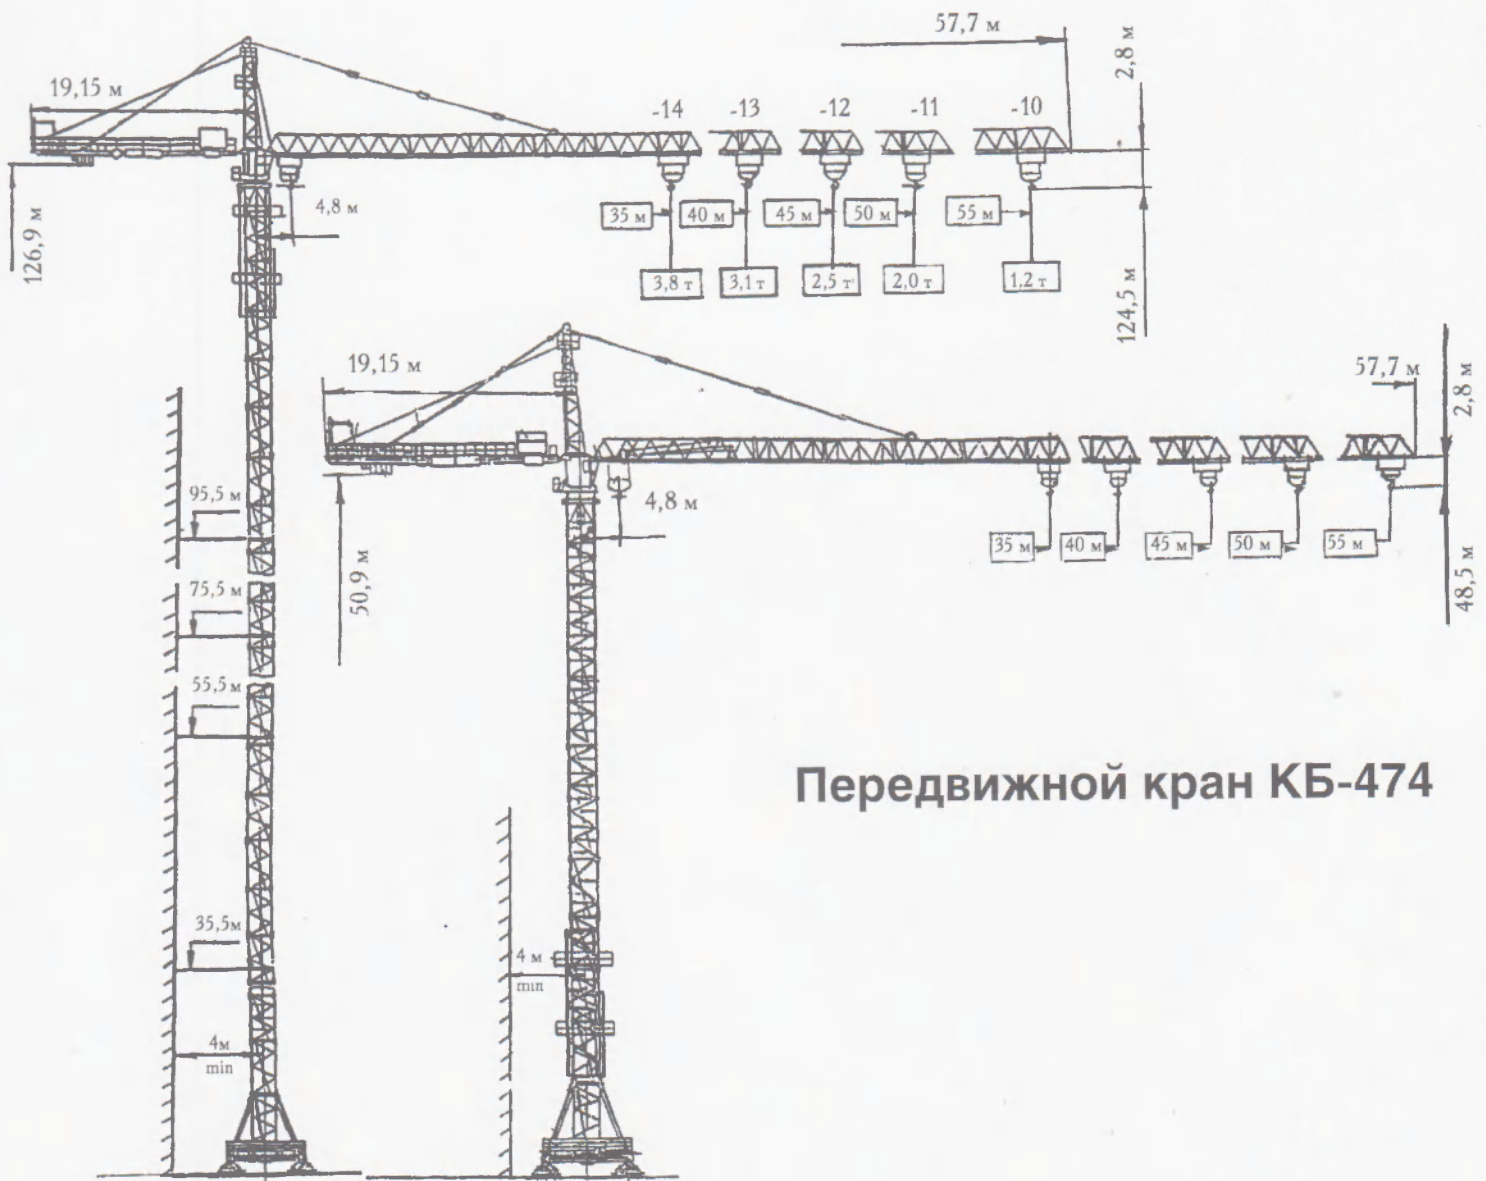 57,7 м
2,8 м
19,15 м
-14 -13 -12 -11 -10
126,9 м
4,8 м
35 м 40 м 45 м 50 м 55 м
3,8 т 3,1 т 2,5 т 2,0 т 1,2 т
124,5 м
19,15 м
57,7 м
2,8 м
95,5 м
4,8 м
35 м 40 м 45 м 50 м 55 м
50,9 м
48,5 м
75,5 м
55,5 м
Передвижной кран КБ-474
35,5м
4 м
min
4м
min